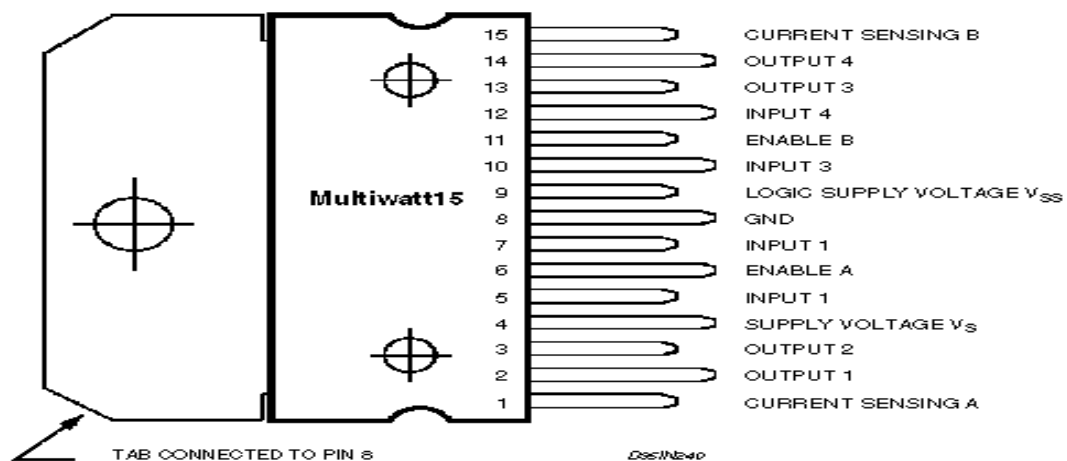 15 CURRENT SENSING B
14 OUTPUT 4
13 OUTPUT 3
12 INPUT 4
11 ENABLE B
10 INPUT 3
Multiwatt15
9 LOGIC SUPPLY VOLTAGE VSS
8 GND
7 INPUT 1
6 ENABLE A
5 INPUT 1
4 SUPPLY VOLTAGE VS
3 OUTPUT 2
2 OUTPUT 1
1 CURRENT SENSING A
TAB CONNECTED TO PIN 8